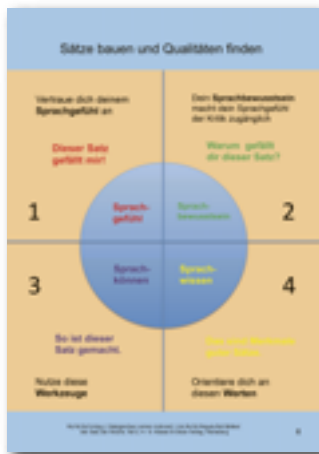 Sätze bauen und Qualitäten finden
Vertraue dich deinem
Sprachgefühl an
Dein Sprachbewusstsein
macht dein Sprachgefühl
der Kritik zugänglich
Dieser Satz
gefällt mir!
Warum gefällt
dir dieser Satz?
1
Sprach-
gefühl
Sprach-
bewusstsein
2
3
Sprach-
können
Sprach-
wissen
4
So ist dieser
Satz gemacht.
Nutze diese
Werkzeuge
Orientiere dich an
diesen Werten